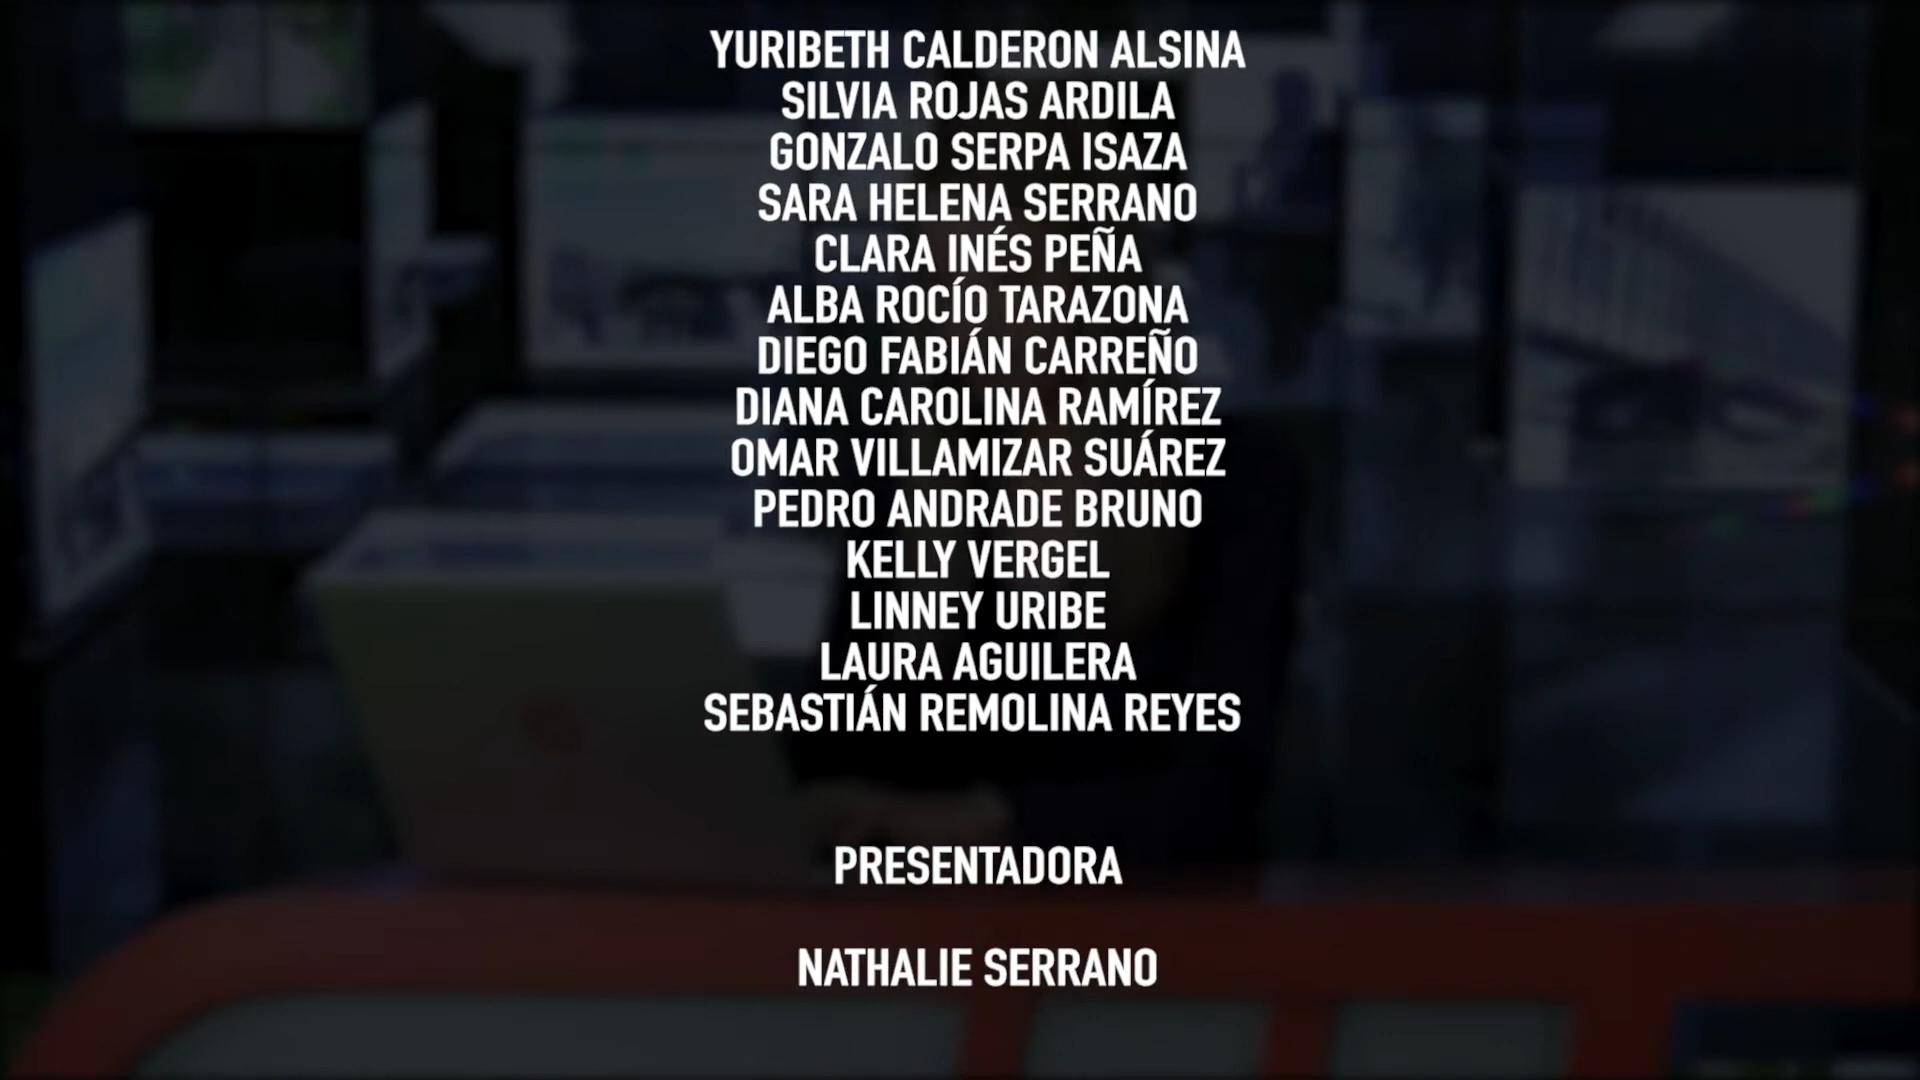 YURIBETH CALDERON ALSINA
SILVIA ROJAS ARDILA
GONZALO SERPA ISAZA
SARA HELENA SERRANO
CLARA INÉS PEÑA
ALBA ROCÍO TARAZONA
DIEGO FABIÁN CARREÑO
DIANA CAROLINA RAMÍREZ
OMAR VILLAMIZAR SUÁREZ
PEDRO ANDRADE BRUNO
KELLY VERGEL
LINNEY URIBE
LAURA AGUILERA
SEBASTIÁN REMOLINA REYES
PRESENTADORA
NATHALIE SERRANO